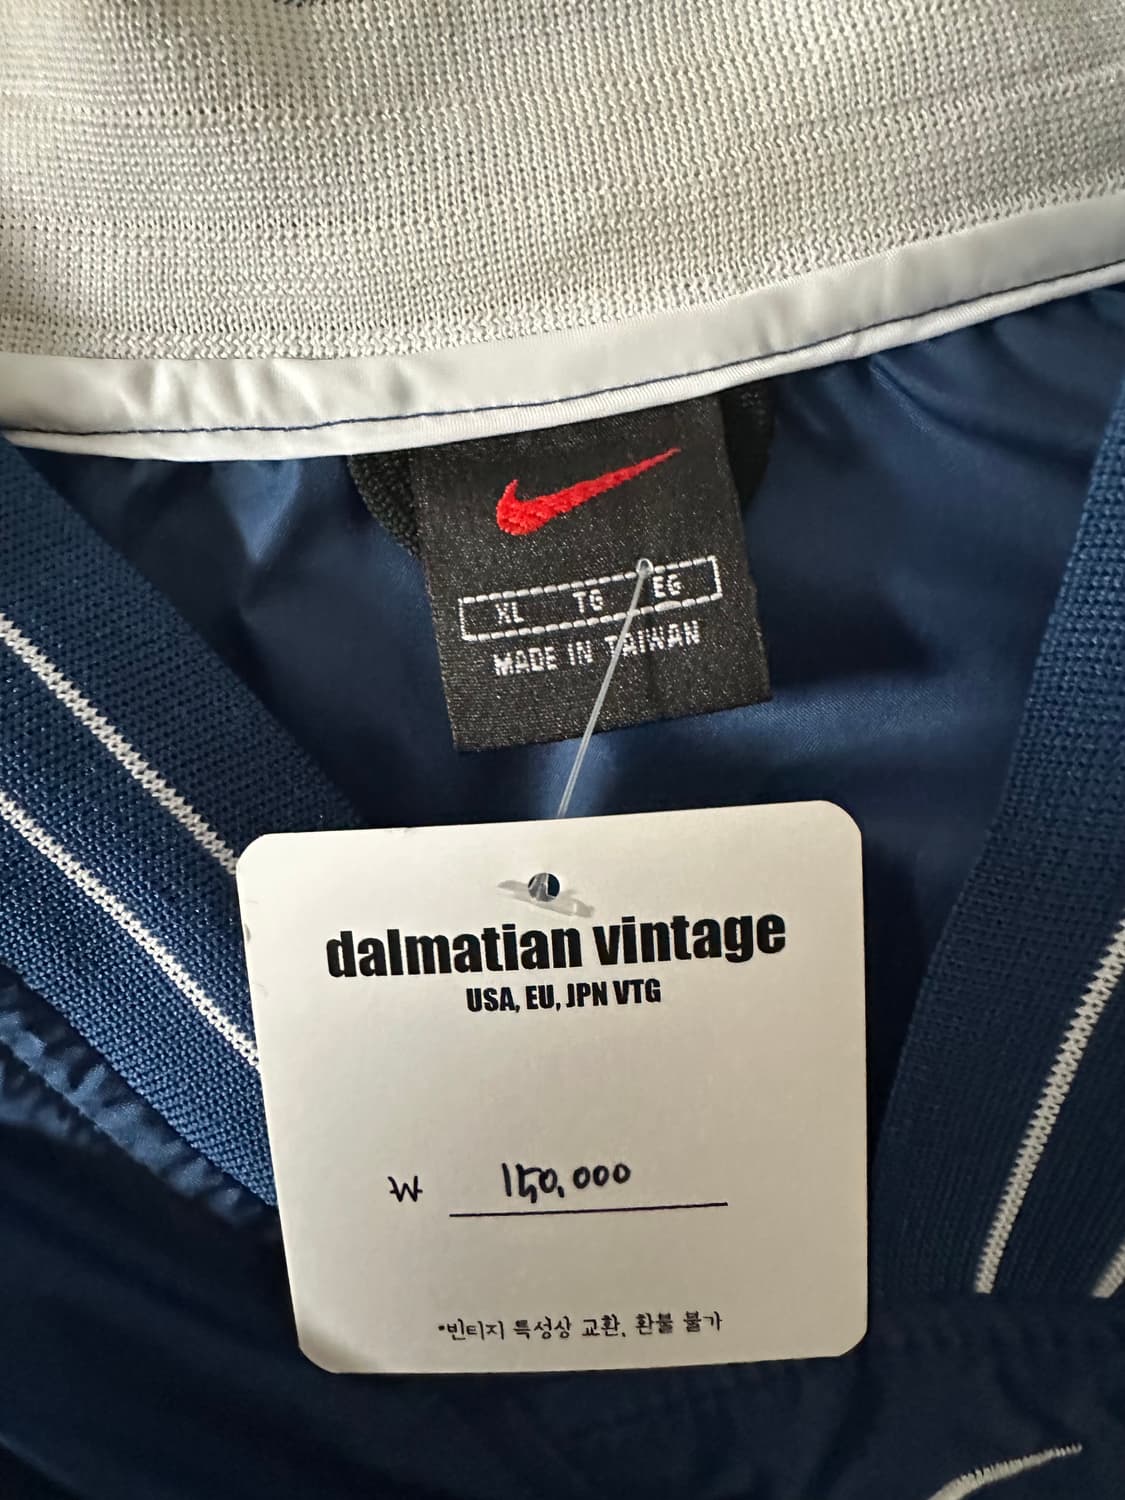 XL TG EG
MADE IN TAIWAN
dalmatian vintage
USA, EU, JPN VTG
₩ 150,000
*빈티지 특성상 교환, 환불 불가